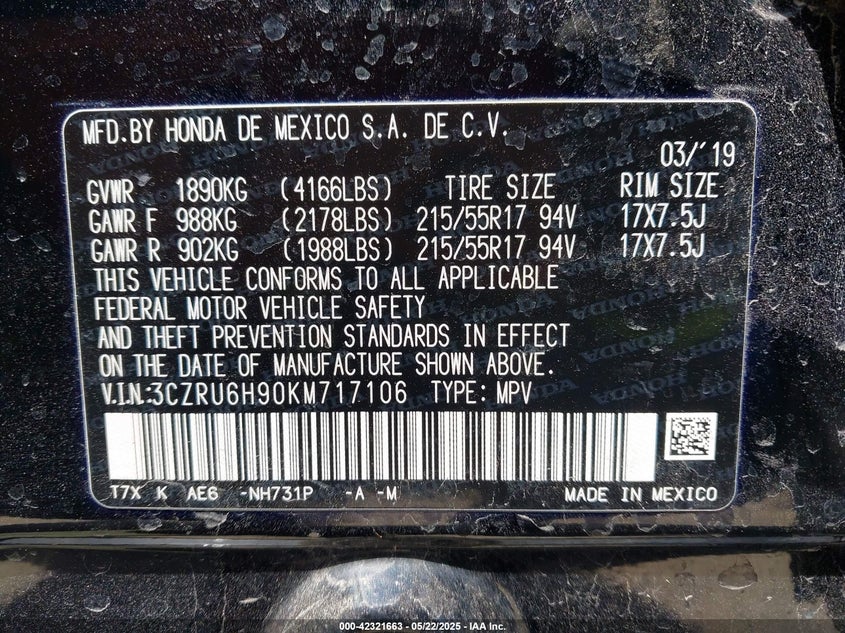 MFD.BY HONDA DE MEXICO S.A. DE C.V.
03/'19
GVWR 1890KG (4166LBS) TIRE SIZE RIM SIZE
GAWR F 988KG (2178LBS) 215/55R17 94V 17X7.5J
GAWR R 902KG (1988LBS) 215/55R17 94V 17X7.5J
THIS VEHICLE CONFORMS TO ALL APPLICABLE
FEDERAL MOTOR VEHICLE SAFETY
AND THEFT PREVENTION STANDARDS IN EFFECT
ON THE DATE OF MANUFACTURE SHOWN ABOVE.
V.I.N:3CZRU6H90KM717106 TYPE: MPV
T7X K AE6 -NH731P -A -M MADE IN MEXICO
000-42321663 - 05/22/2025 - IAA Inc.